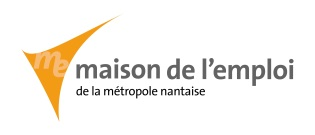 me maison de l'emploi
de la métropole nantaise